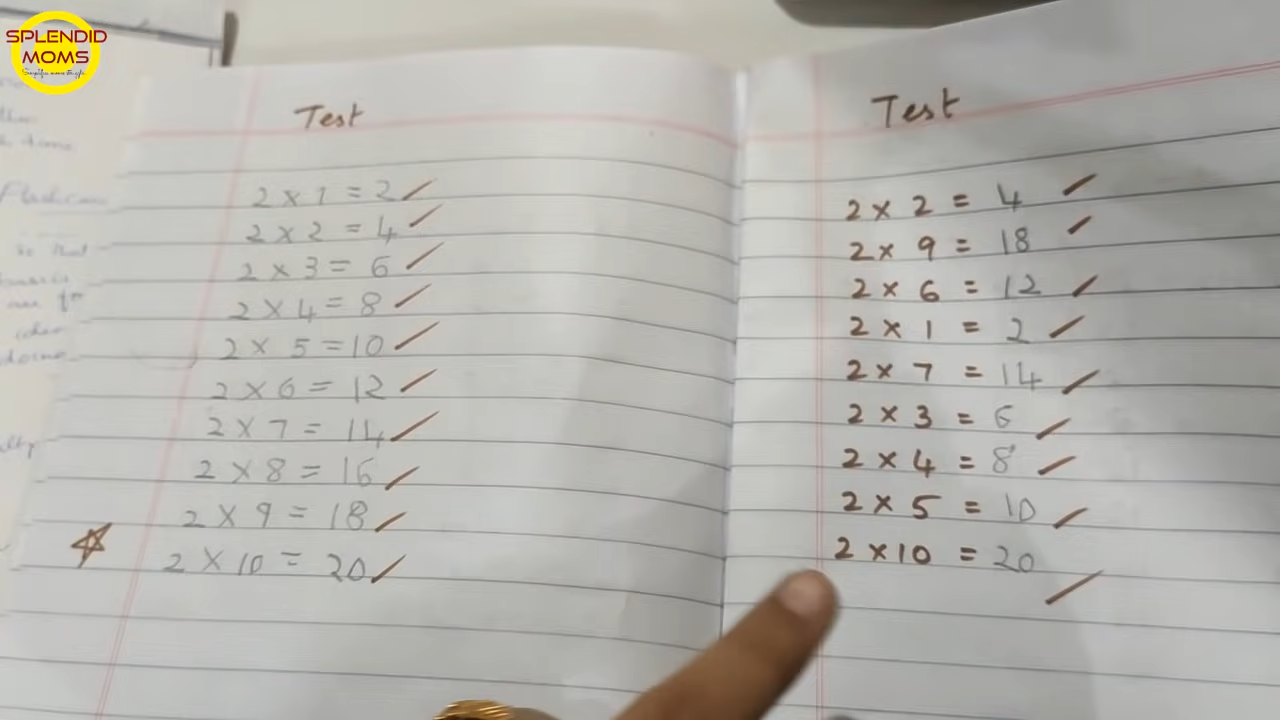 SPLENDID
MOMS
Test
2 x 1 = 2
2 x 2 = 4
2 x 3 = 6
2 x 4 = 8
2 x 5 = 10
2 x 6 = 12
2 x 7 = 14
2 x 8 = 16
2 x 9 = 18
2 x 10 = 20
Test
2 x 2 = 4
2 x 9 = 18
2 x 6 = 12
2 x 1 = 2
2 x 7 = 14
2 x 3 = 6
2 x 4 = 8
2 x 5 = 10
2 x 10 = 20